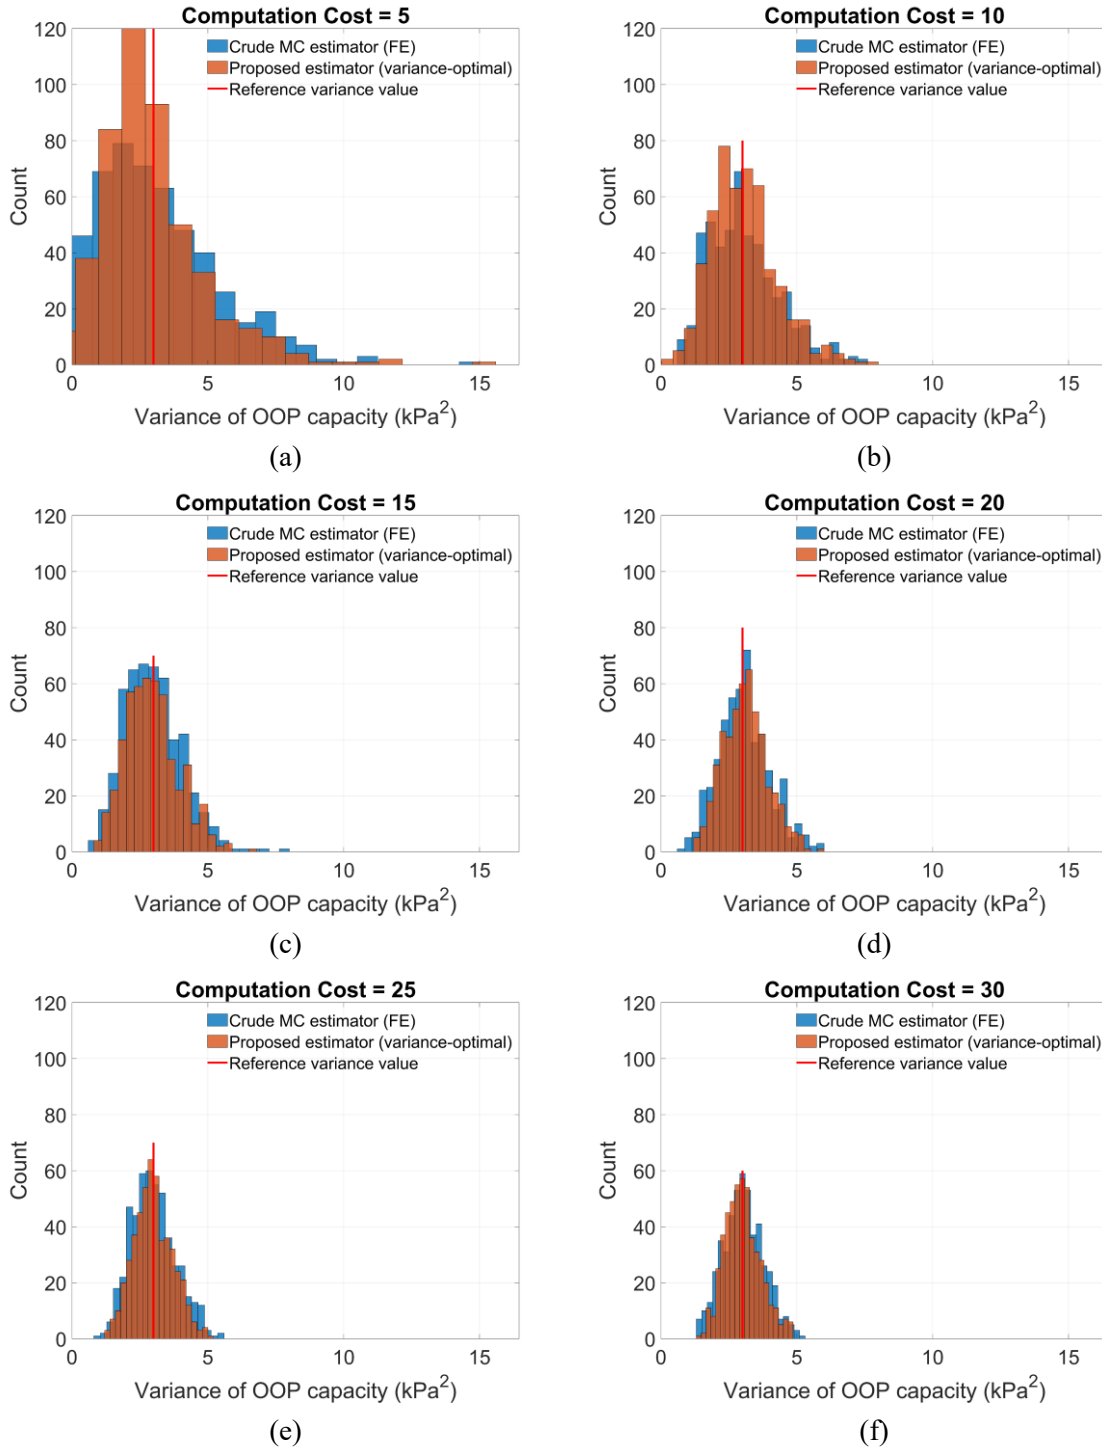 Computation Cost = 5
120
100
80
60
40
20
0
Count
Crude MC estimator (FE)
Proposed estimator (variance-optimal)
Reference variance value
0 5 10 15
Variance of OOP capacity (kPa²)
(a)
Computation Cost = 10
120
100
80
60
40
20
0
Count
Crude MC estimator (FE)
Proposed estimator (variance-optimal)
Reference variance value
0 5 10 15
Variance of OOP capacity (kPa²)
(b)
Computation Cost = 15
120
100
80
60
40
20
0
Count
Crude MC estimator (FE)
Proposed estimator (variance-optimal)
Reference variance value
0 5 10 15
Variance of OOP capacity (kPa²)
(c)
Computation Cost = 20
120
100
80
60
40
20
0
Count
Crude MC estimator (FE)
Proposed estimator (variance-optimal)
Reference variance value
0 5 10 15
Variance of OOP capacity (kPa²)
(d)
Computation Cost = 25
120
100
80
60
40
20
0
Count
Crude MC estimator (FE)
Proposed estimator (variance-optimal)
Reference variance value
0 5 10 15
Variance of OOP capacity (kPa²)
(e)
Computation Cost = 30
120
100
80
60
40
20
0
Count
Crude MC estimator (FE)
Proposed estimator (variance-optimal)
Reference variance value
0 5 10 15
Variance of OOP capacity (kPa²)
(f)